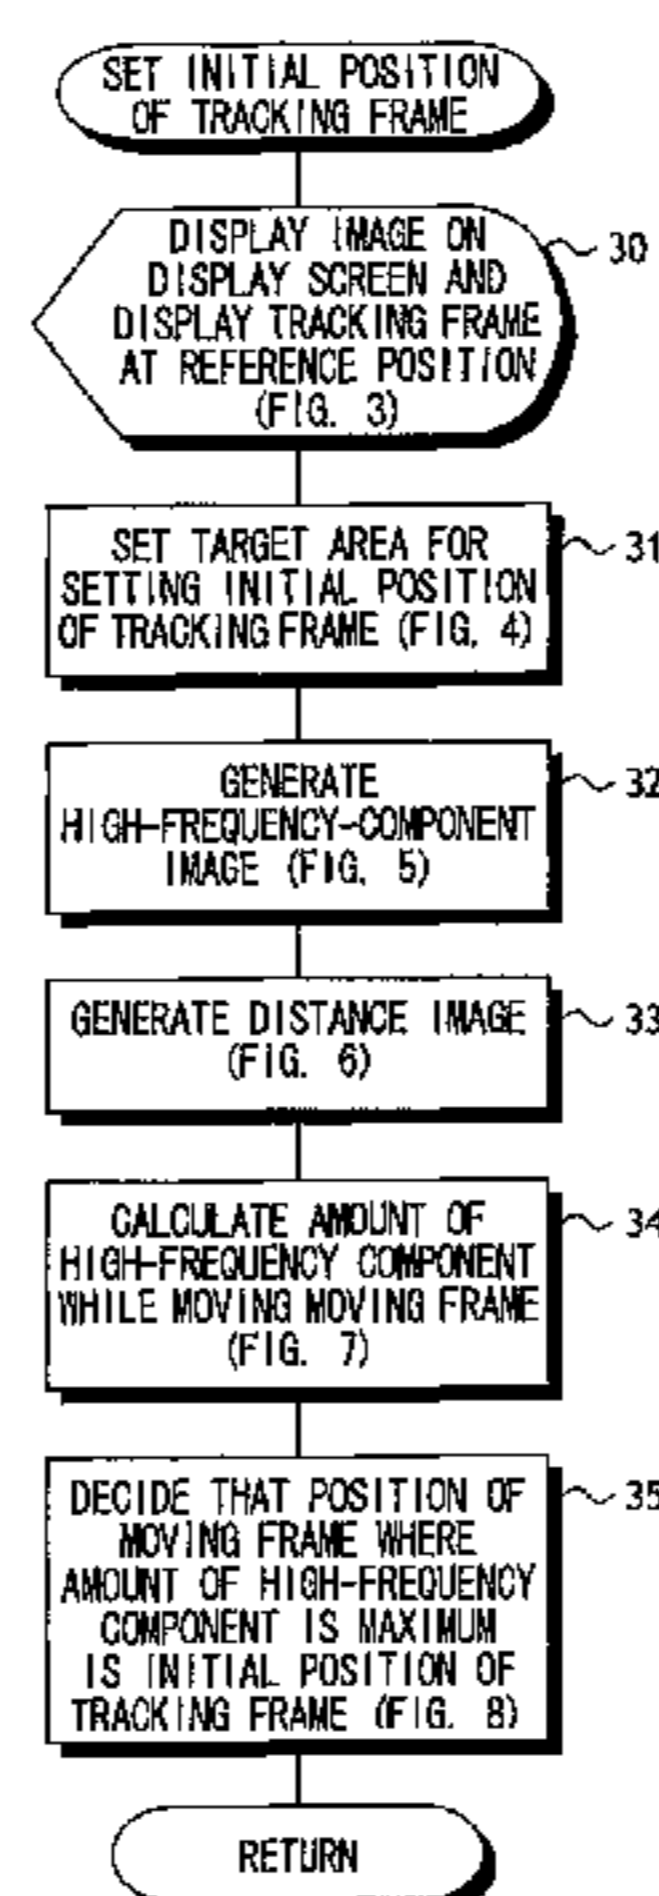 SET INITIAL POSITION
OF TRACKING FRAME
DISPLAY IMAGE ON
DISPLAY SCREEN AND
DISPLAY TRACKING FRAME
AT REFERENCE POSITION
(FIG. 3)
30
SET TARGET AREA FOR
SETTING INITIAL POSITION
OF TRACKING FRAME (FIG. 4)
31
GENERATE
HIGH-FREQUENCY-COMPONENT
IMAGE (FIG. 5)
32
GENERATE DISTANCE IMAGE
(FIG. 6)
33
CALCULATE AMOUNT OF
HIGH-FREQUENCY COMPONENT
WHILE MOVING MOVING FRAME
(FIG. 7)
34
DECIDE THAT POSITION OF
MOVING FRAME WHERE
AMOUNT OF HIGH-FREQUENCY
COMPONENT IS MAXIMUM
IS INITIAL POSITION OF
TRACKING FRAME (FIG. 8)
35
RETURN